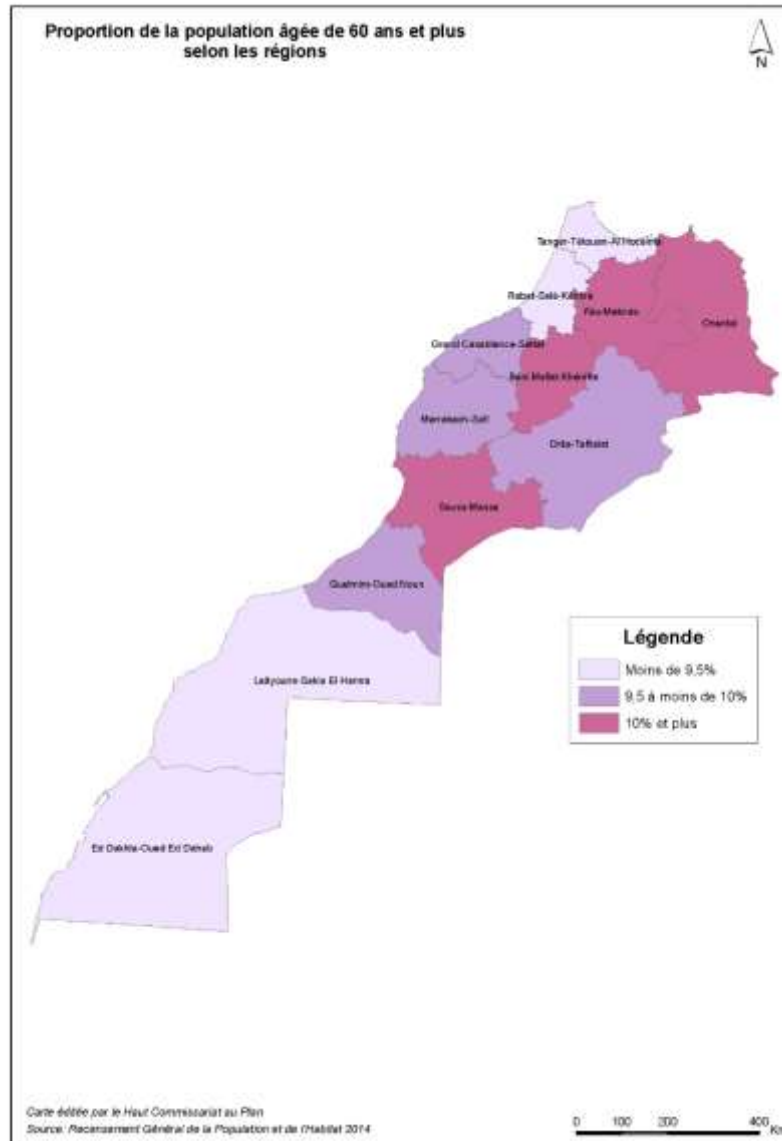 Proportion de la population âgée de 60 ans et plus
selon les régions
N
Tanger-Tétouan-Al Hoceima
Rabat-Salé-Kénitra
Fès-Meknès
Oriental
Grand Casablanca-Settat
Béni Mellal-Khénifra
Marrakech-Safi
Drâa-Tafilalet
Souss-Massa
Guelmim-Oued Noun
Légende
Moins de 9,5%
9,5 à moins de 10%
10% et plus
Laâyoune-Sakia El-Hamra
Ed Dakhla-Oued Ed Dahab
Carte éditée par le Haut Commissariat au Plan
Source: Recensement Général de la Population et de l'Habitat 2014
0 100 200 400